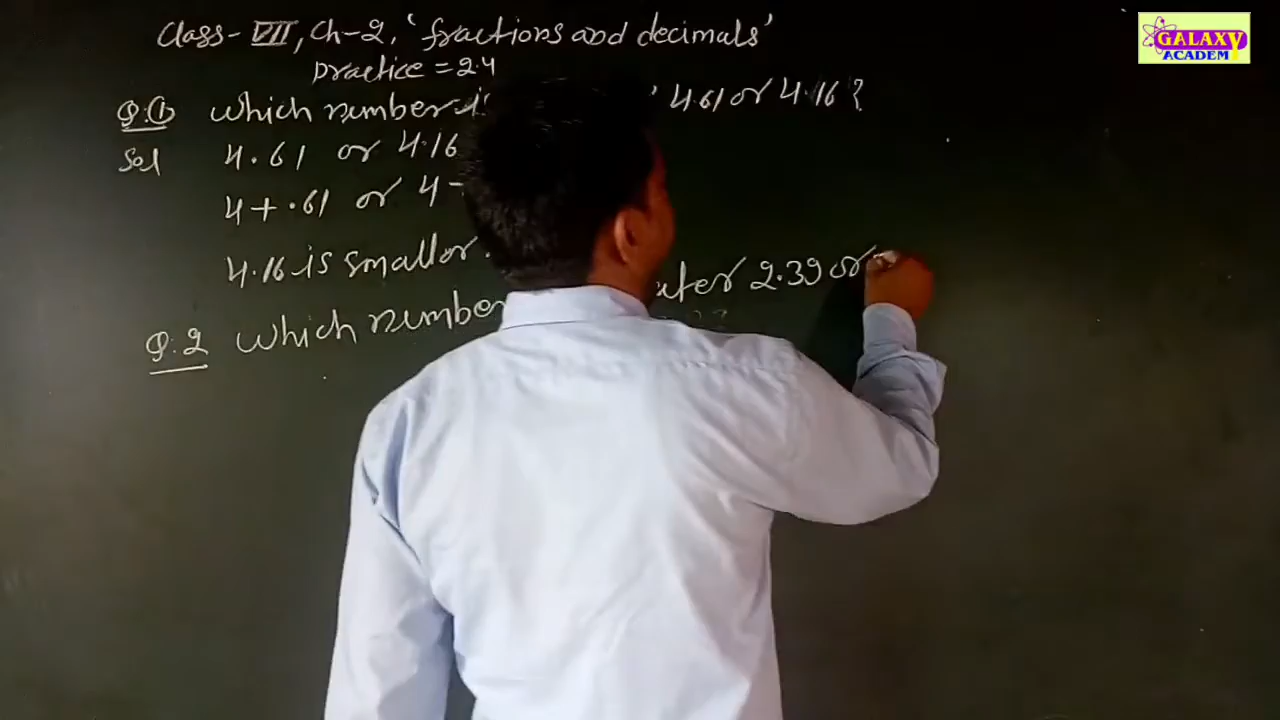 Class-VII, Ch-2, 'fractions and decimals'
Practice = 2.4
Q.① which number 4.61 or 4.16?
Sol 4.61 or 4.16
4+.61 or 4
4.16 is smallor.
Q.2 which number 2.39 or
GALAXY
ACADEM